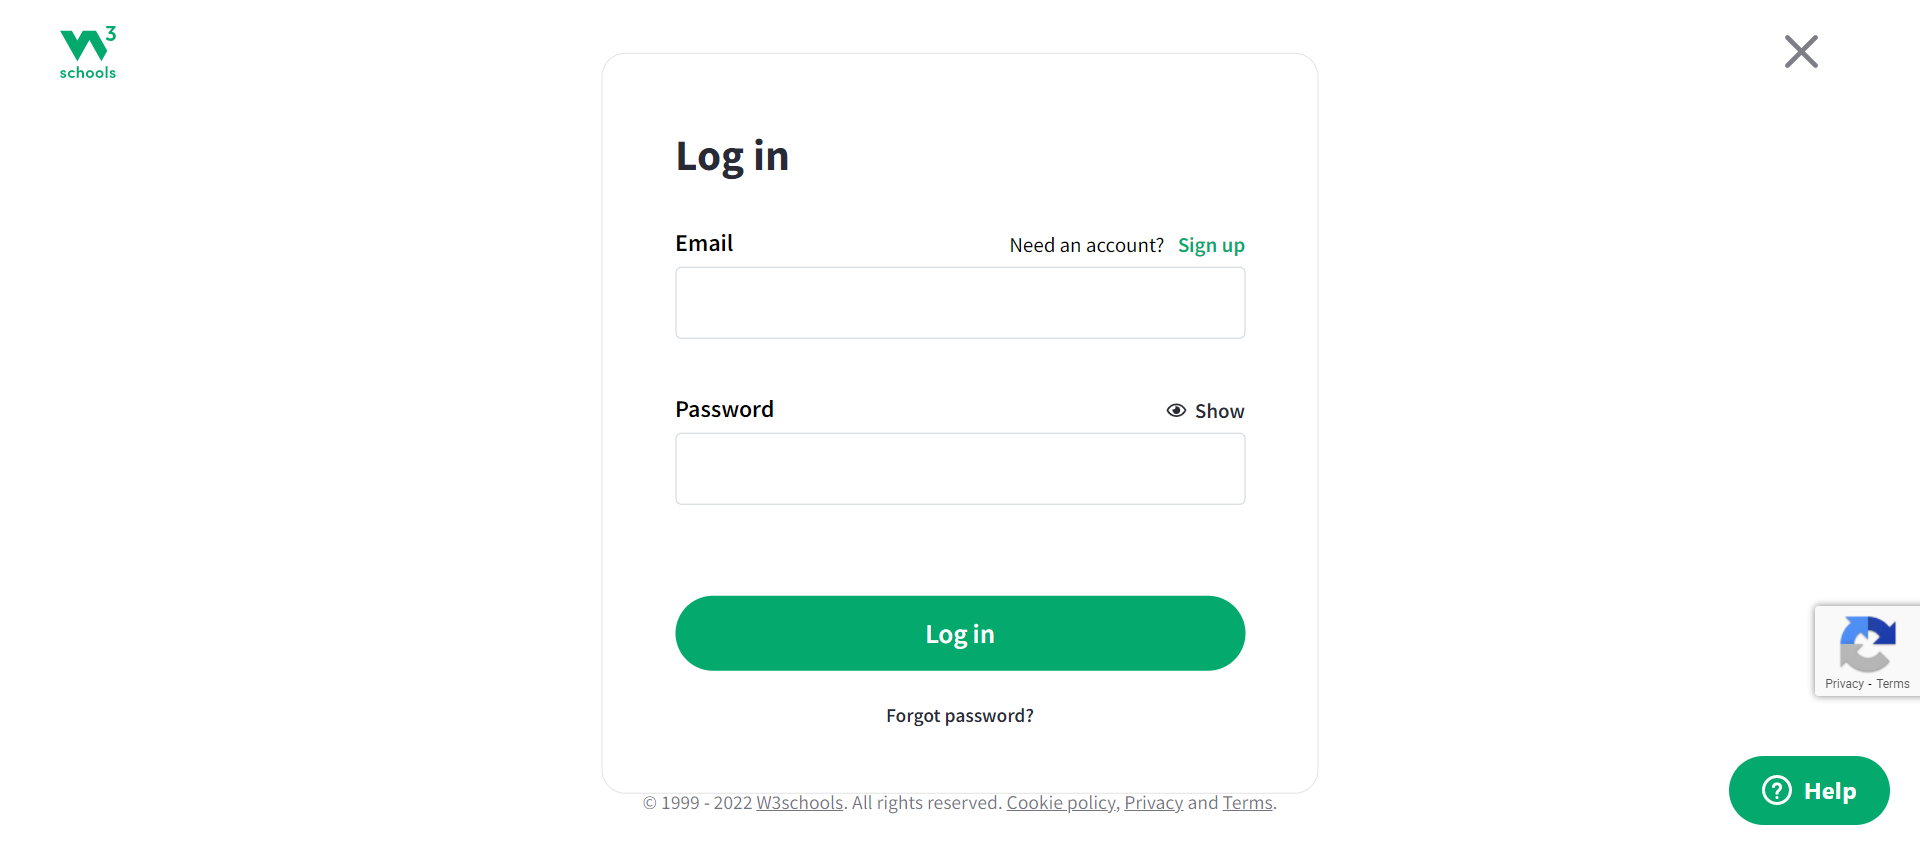 3
schools
Log in
Email
Need an account? Sign up
Password
Show
Log in
Forgot password?
Privacy - Terms
Help
© 1999 - 2022 W3schools. All rights reserved. Cookie policy, Privacy and Terms.